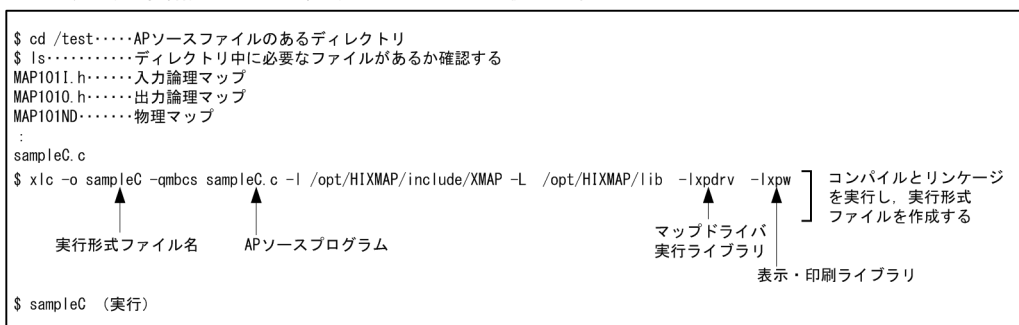 $ cd /test・・・・・APソースファイルのあるディレクトリ
$ ls・・・・・・・・・・・ディレクトリ中に必要なファイルがあるか確認する
MAP101I.h・・・・・・入力論理マップ
MAP101O.h・・・・・・出力論理マップ
MAP101ND・・・・・・・物理マップ
:
sampleC.c
$ xlc -o sampleC -qmbcs sampleC.c -I /opt/HIXMAP/include/XMAP -L /opt/HIXMAP/lib -lxpdrv -lxpw
コンパイルとリンケージ
を実行し，実行形式
ファイルを作成する
実行形式ファイル名
APソースプログラム
マップドライバ
実行ライブラリ
表示・印刷ライブラリ
$ sampleC （実行）